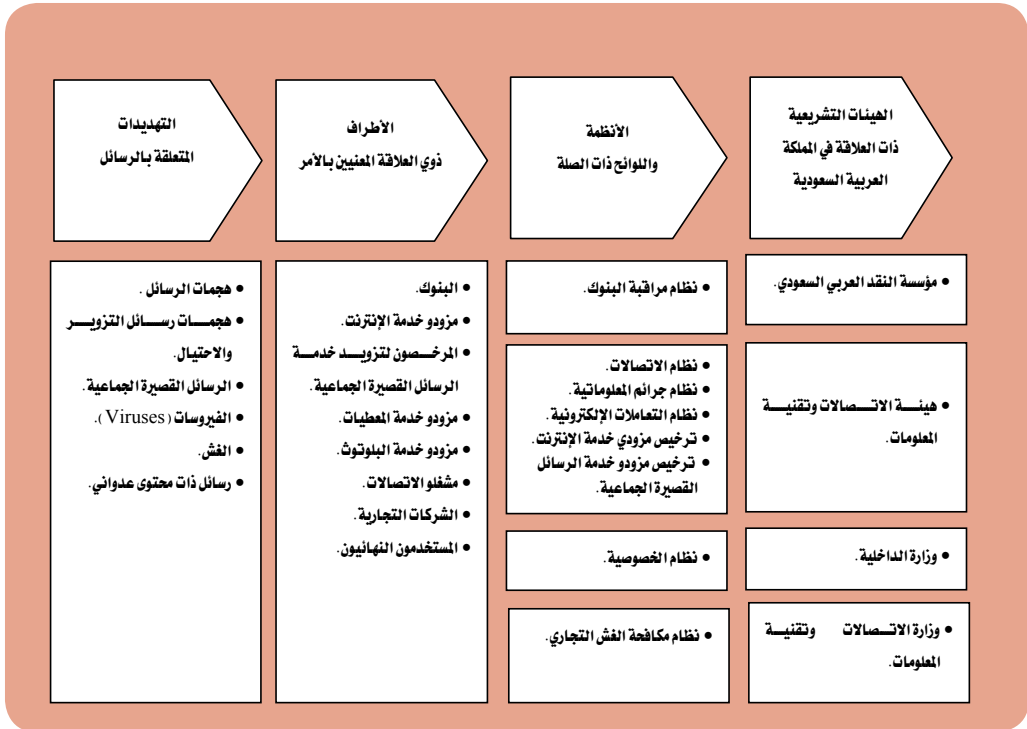 الهيئات التشريعية
ذات العلاقة في المملكة
العربية السعودية
• مؤسسة النقد العربي السعودي.
• هيئة الاتصالات وتقنية
المعلومات.
• وزارة الداخلية.
• وزارة الاتصالات وتقنية
المعلومات.
الأنظمة
واللوائح ذات الصلة
• نظام مراقبة البنوك.
• نظام الاتصالات.
• نظام جرائم المعلوماتية.
• نظام التعاملات الإلكترونية.
• ترخيص مزودي خدمة الإنترنت.
• ترخيص مزودو خدمة الرسائل
القصيرة الجماعية.
• نظام الخصوصية.
• نظام مكافحة الغش التجاري.
الأطراف
ذوي العلاقة المعنيين بالأمر
• البنوك.
• مزودو خدمة الإنترنت.
• المرخصون لتزويد خدمة
الرسائل القصيرة الجماعية.
• مزودو خدمة المعطيات.
• مزودو خدمة البلوتوث.
• مشغلو الاتصالات.
• الشركات التجارية.
• المستخدمون النهائيون.
التهديدات
المتعلقة بالرسائل
• هجمات الرسائل .
• هجمات رسائل التزوير
والاحتيال.
• الرسائل القصيرة الجماعية.
• الفيروسات (Viruses).
• الغش.
• رسائل ذات محتوى عدواني.